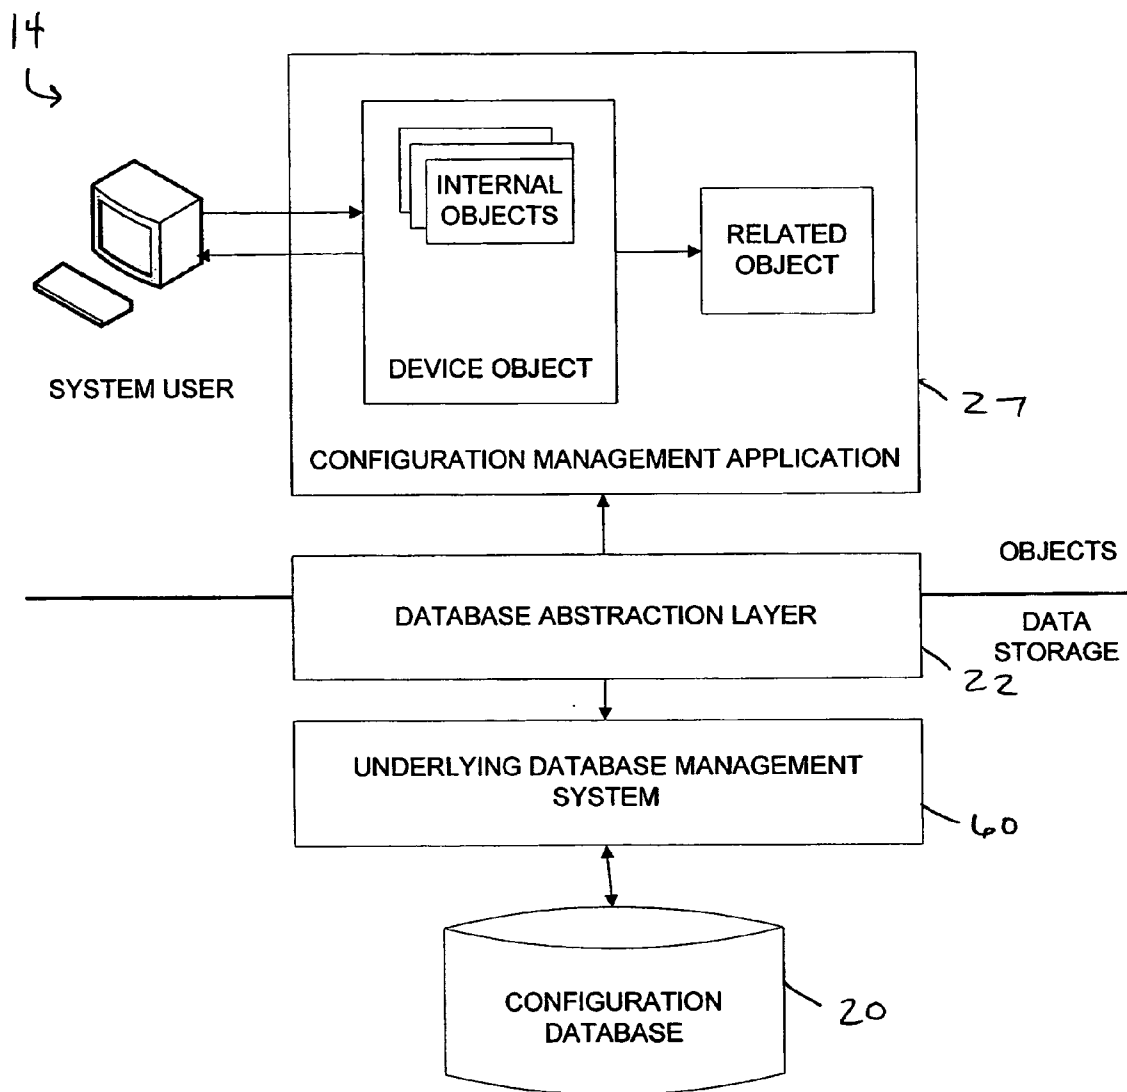 14
INTERNAL
OBJECTS
RELATED
OBJECT
DEVICE OBJECT
SYSTEM USER
27
CONFIGURATION MANAGEMENT APPLICATION
OBJECTS
DATABASE ABSTRACTION LAYER
DATA
STORAGE
22
UNDERLYING DATABASE MANAGEMENT
SYSTEM
60
CONFIGURATION
DATABASE
20